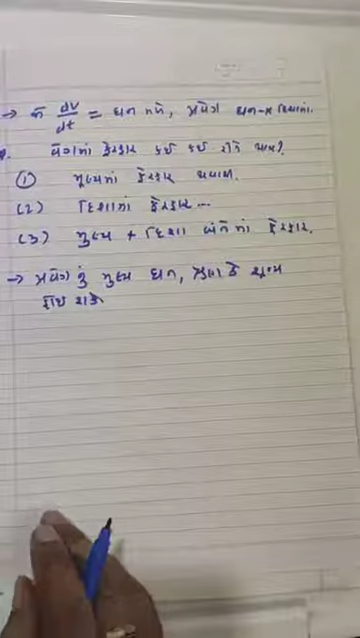 → જો dv/dt = ધન બને, પ્રવેગ ધન-x દિશામાં.
વેગમાં ફેરફાર કઈ કઈ રીતે થાય?
(1) મૂલ્યમાં ફેરફાર થવાથી.
(2) દિશામાં ફેરફાર...
(3) મૂલ્ય + દિશા બંનેમાં ફેરફાર.
→ પ્રવેગનું મૂલ્ય ધન, ઋણ કે શૂન્ય
હોઈ શકે